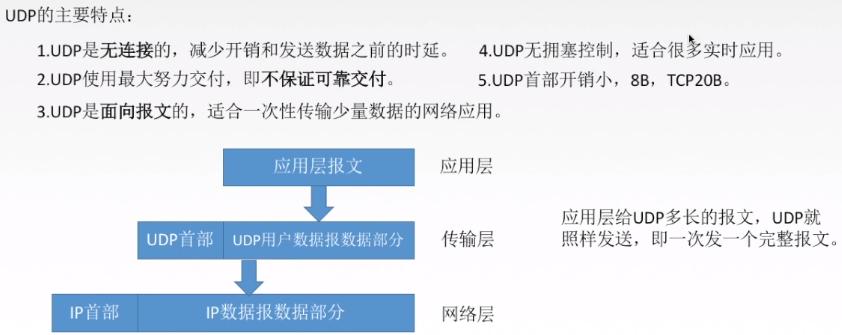 UDP的主要特点：
1.UDP是无连接的，减少开销和发送数据之前的时延。
2.UDP使用最大努力交付，即不保证可靠交付。
3.UDP是面向报文的，适合一次性传输少量数据的网络应用。
4.UDP无拥塞控制，适合很多实时应用。
5.UDP首部开销小，8B，TCP20B。
应用层报文 应用层
UDP首部 UDP用户数据报数据部分 传输层
IP首部 IP数据报数据部分 网络层
应用层给UDP多长的报文，UDP就
照样发送，即一次发一个完整报文。